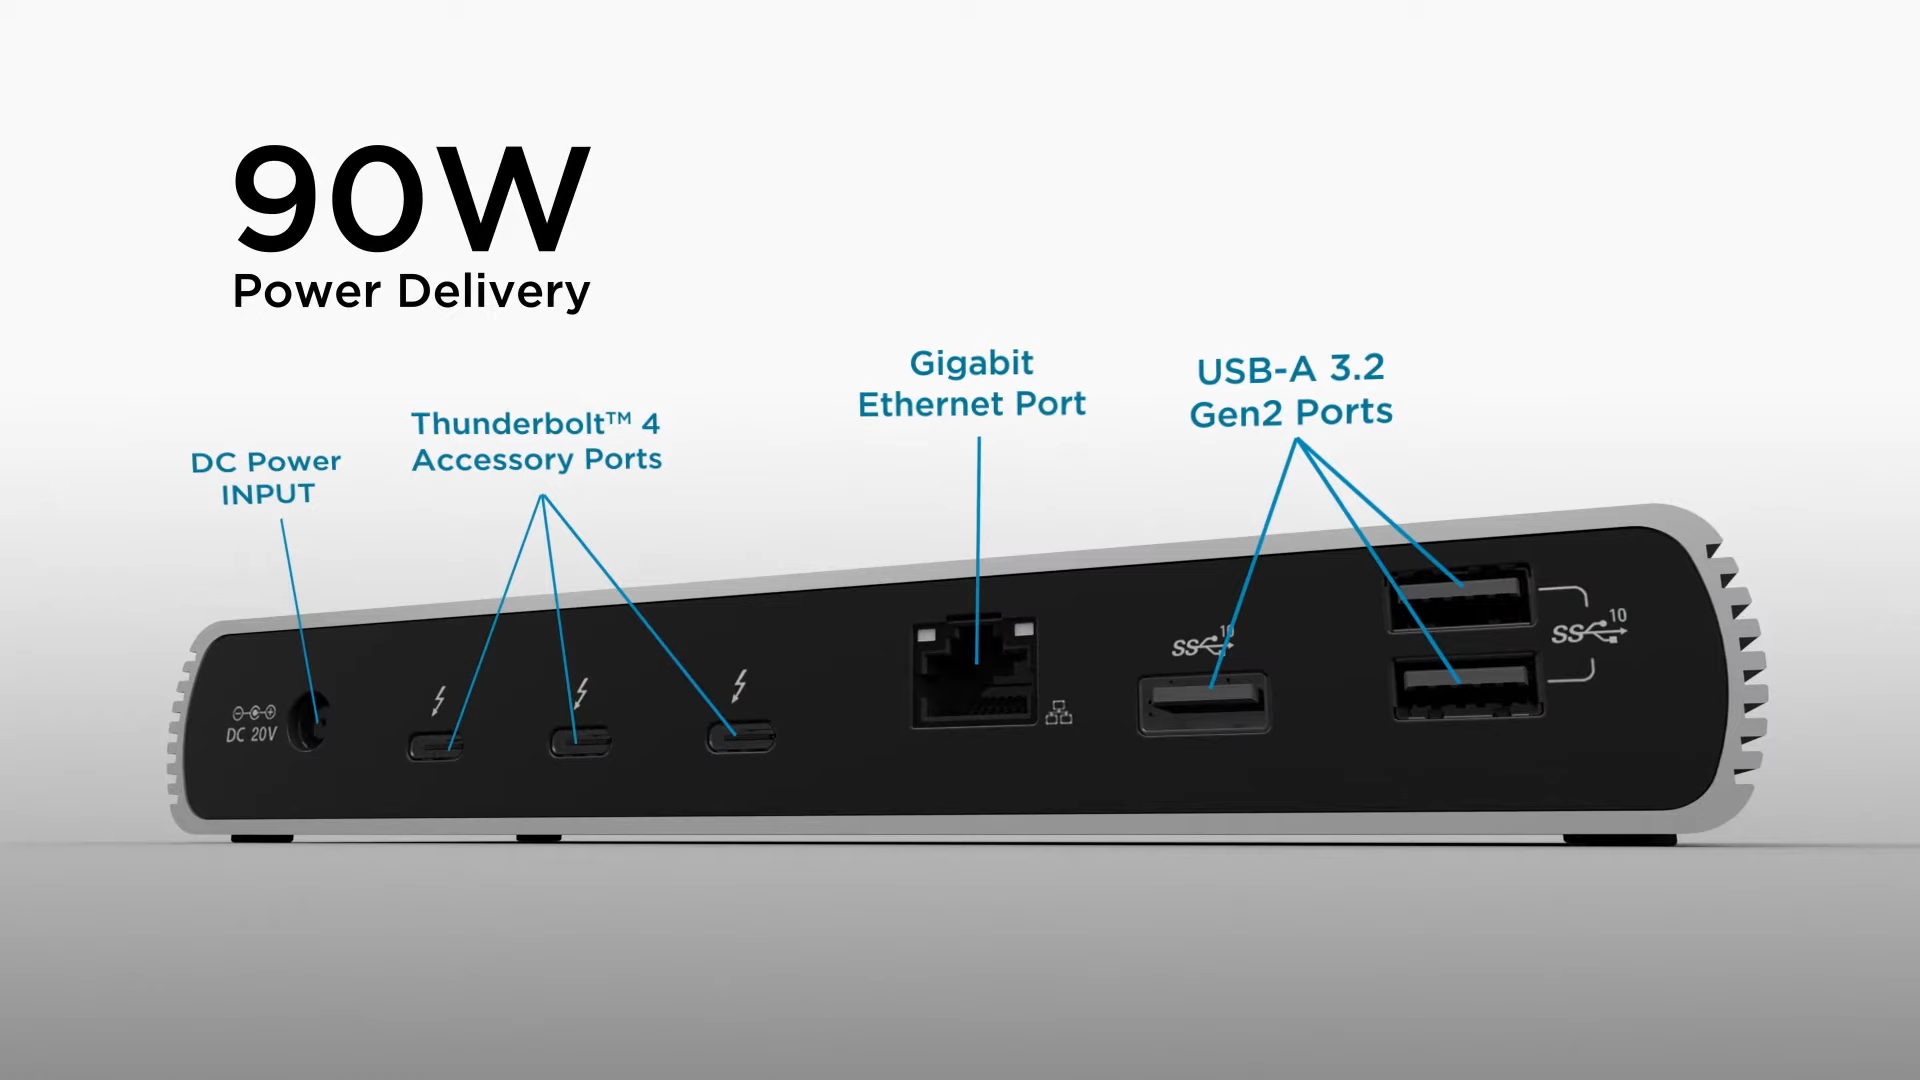 90W
Power Delivery
Gigabit
Ethernet Port
USB-A 3.2
Gen2 Ports
Thunderbolt™ 4
Accessory Ports
DC Power
INPUT
DC 20V
SS 10
SS 10